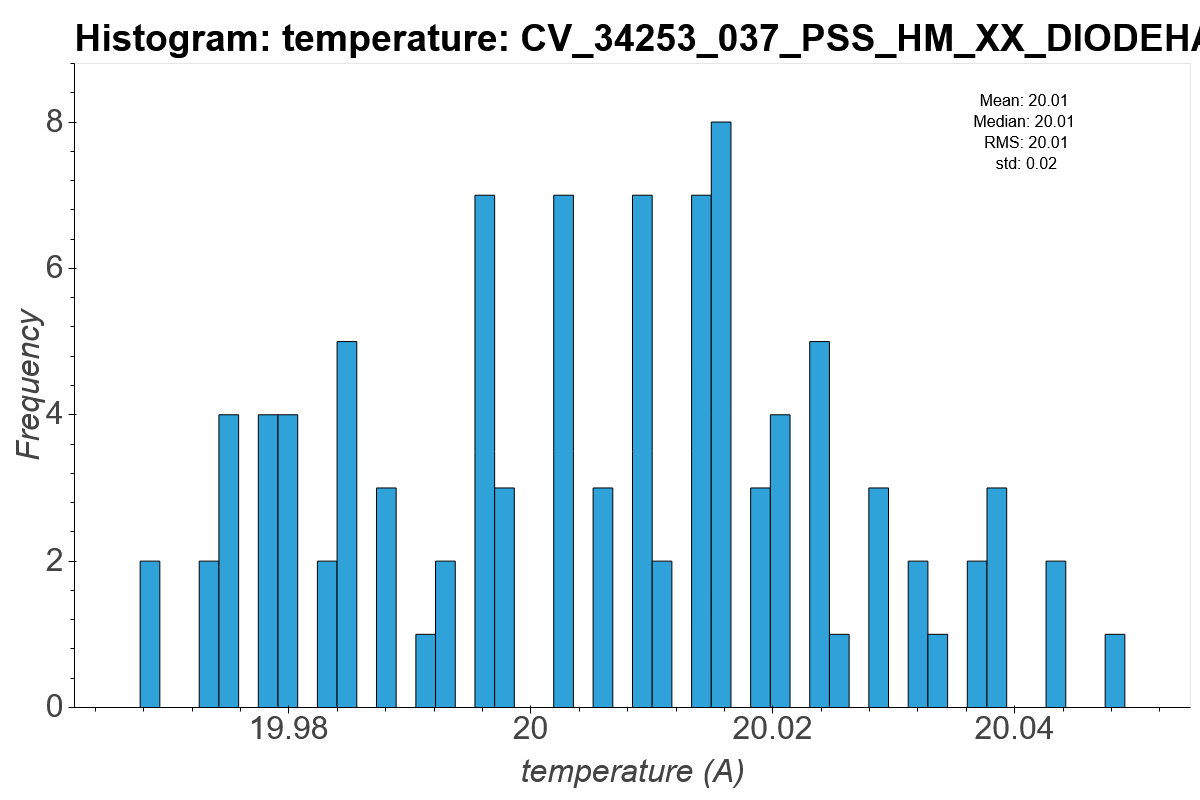 Histogram: temperature: CV_34253_037_PSS_HM_XX_DIODEHA
Mean: 20.01
Median: 20.01
RMS: 20.01
std: 0.02
8
6
4
2
0
Frequency
19.98 20 20.02 20.04
temperature (A)